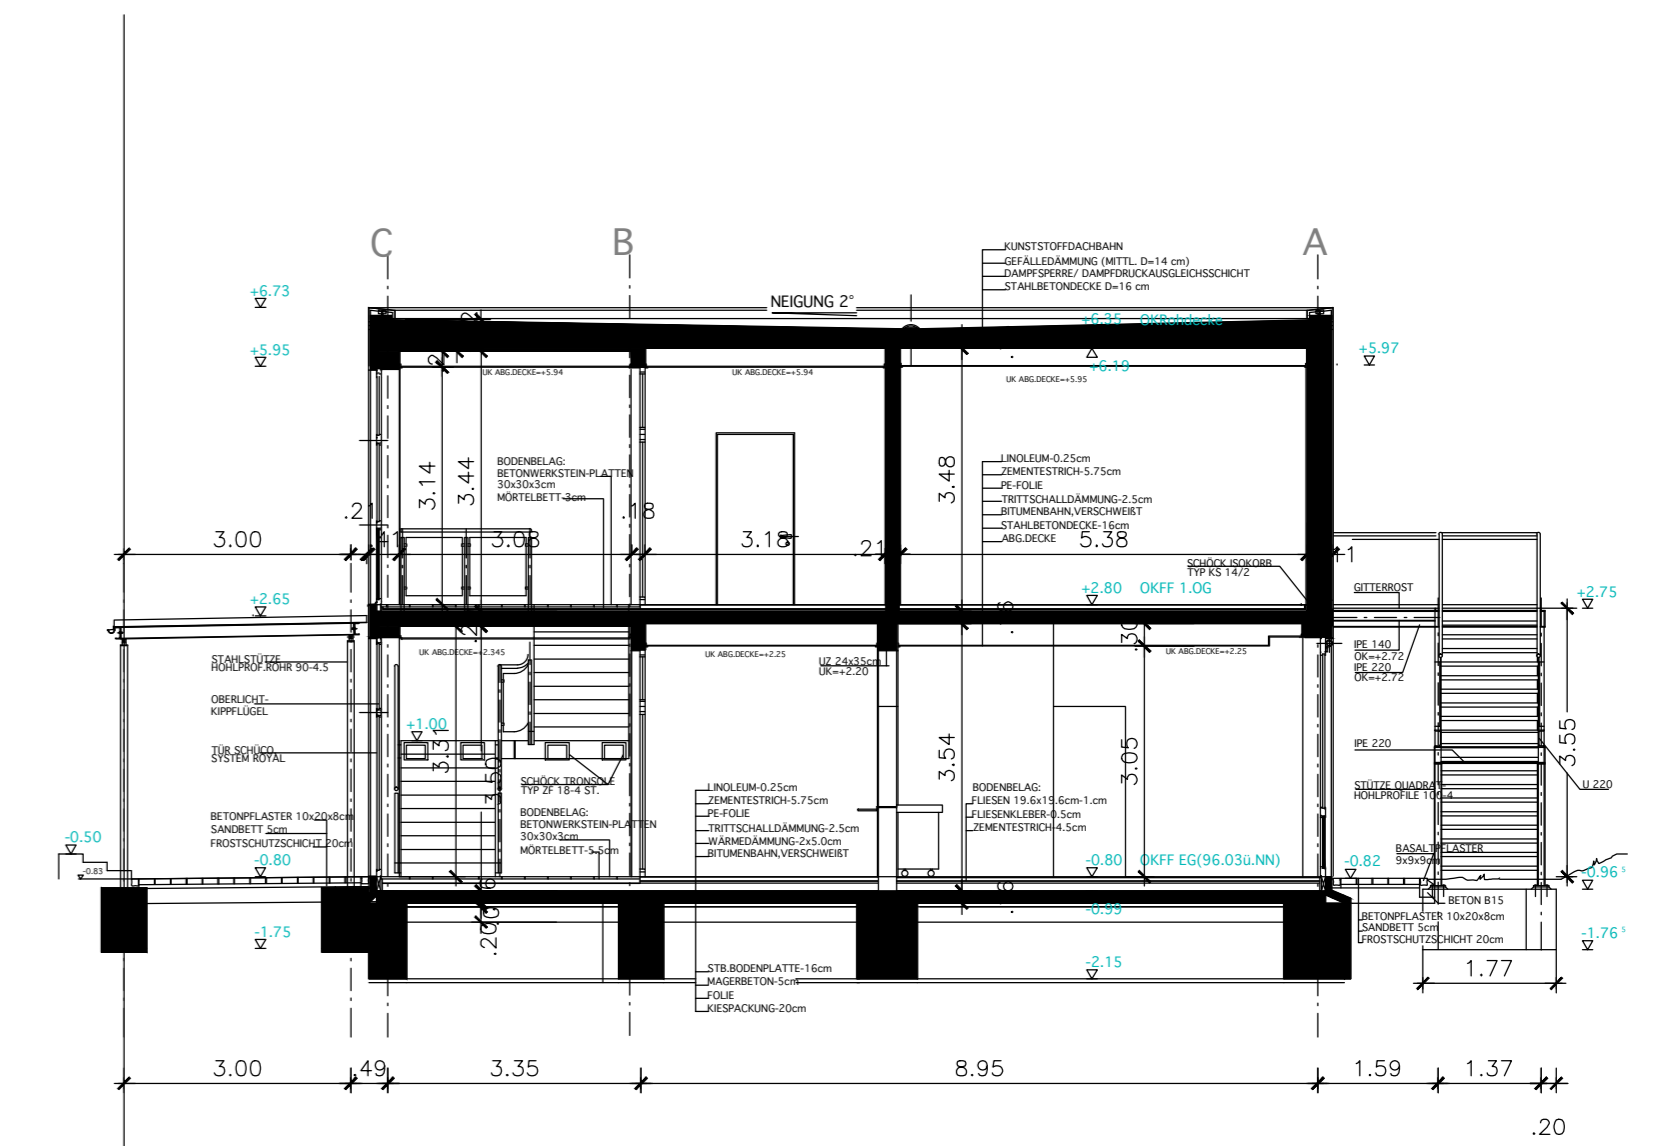 C
B
A
KUNSTSTOFFDACHBAHN
GEFÄLLEDÄMMUNG (MITTL. D=14 cm)
DAMPFSPERRE/ DAMPFDRUCKAUSGLEICHSSCHICHT
STAHLBETONDECKE D=16 cm
+6.73
NEIGUNG 2°
+6.35 OKRohdecke
+5.95
+5.97
+6.19
UK ABG.DECKE=+5.94
UK ABG.DECKE=+5.94
UK ABG.DECKE=+5.95
3.14
3.44
3.48
BODENBELAG:
BETONWERKSTEIN-PLATTEN
30x30x3cm
MÖRTELBETT-3cm
LINOLEUM-0.25cm
ZEMENTESTRICH-5.75cm
PE-FOLIE
TRITTSCHALLDÄMMUNG-2.5cm
BITUMENBAHN,VERSCHWEIßT
STAHLBETONDECKE-16cm
ABG.DECKE
.21
.18
3.00
3.08
3.18
.21
5.38
SCHÖCK ISOKORB
TYP KS 14/2
+2.80 OKFF 1.OG
GITTERROST
+2.65
+2.75
UK ABG.DECKE=+2.345
UK ABG.DECKE=+2.25
UK ABG.DECKE=+2.25
.30
UZ 24x35cm
UK=+2.20
IPE 140
OK=+2.72
IPE 220
OK=+2.72
STAHLSTÜTZE
HOHLPROF.ROHR 90-4.5
OBERLICHT-
KIPPFLÜGEL
+1.00
TÜR SCHÜCO
SYSTEM ROYAL
3.31
3.50
3.54
3.05
3.55
IPE 220
SCHÖCK TRONSOLE
TYP ZF 18-4 ST.
STÜTZE QUADRAT-
HOHLPROFILE 100-4
U 220
BODENBELAG:
BETONWERKSTEIN-PLATTEN
30x30x3cm
MÖRTELBETT-5.5cm
LINOLEUM-0.25cm
ZEMENTESTRICH-5.75cm
PE-FOLIE
TRITTSCHALLDÄMMUNG-2.5cm
WÄRMEDÄMMUNG-2x5.0cm
BITUMENBAHN,VERSCHWEIßT
BODENBELAG:
FLIESEN 19.6x19.6cm-1.cm
FLIESENKLEBER-0.5cm
ZEMENTESTRICH-4.5cm
BETONPFLASTER 10x20x8cm
SANDBETT 5cm
FROSTSCHUTZSCHICHT 20cm
-0.50
-0.83
-0.80
-0.80 OKFF EG(96.03ü.NN)
-0.82
BASALTPFLASTER
9x9x9cm
-0.96 5
BETON B15
-0.99
BETONPFLASTER 10x20x8cm
SANDBETT 5cm
FROSTSCHUTZSCHICHT 20cm
-1.75
-1.76 5
.20
-2.15
STB.BODENPLATTE-16cm
MAGERBETON-5cm
FOLIE
KIESPACKUNG-20cm
1.77
3.00
.49
3.35
8.95
1.59
1.37
.20